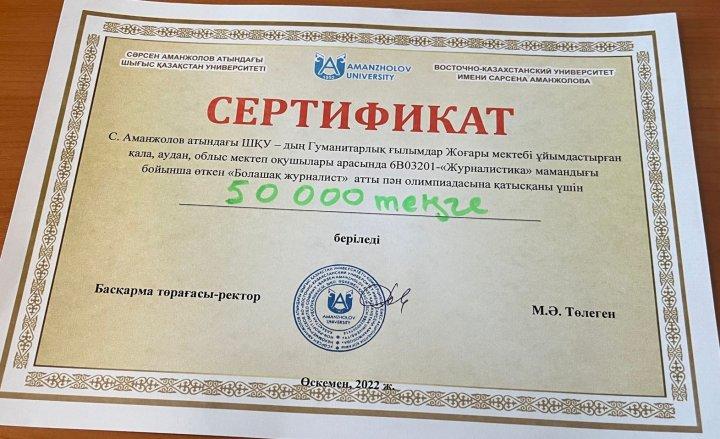 СӘРСЕН АМАНЖОЛОВ АТЫНДАҒЫ
ШЫҒЫС ҚАЗАҚСТАН УНИВЕРСИТЕТІ
AMANZHOLOV
UNIVERSITY
1952
ВОСТОЧНО-КАЗАХСТАНСКИЙ УНИВЕРСИТЕТ
ИМЕНИ САРСЕНА АМАНЖОЛОВА
СЕРТИФИКАТ
С. Аманжолов атындағы ШҚУ – дың Гуманитарлық ғылымдар Жоғары мектебі ұйымдастырған
қала, аудан, облыс мектеп оқушылары арасында 6В03201-«Журналистика» мамандығы
бойынша өткен «Болашақ журналист» атты пән олимпиадасына қатысқаны үшін
50 000 теңге
беріледі
Басқарма төрағасы-ректор
AMANZHOLOV
UNIVERSITY
М.Ә. Төлеген
Өскемен, 2022 ж.